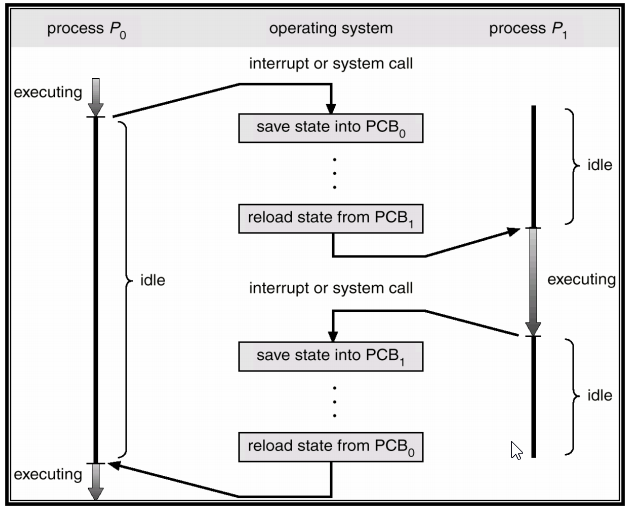 process P0 operating system process P1
interrupt or system call
executing
save state into PCB0
idle
reload state from PCB1
idle
executing
interrupt or system call
save state into PCB1
idle
reload state from PCB0
executing